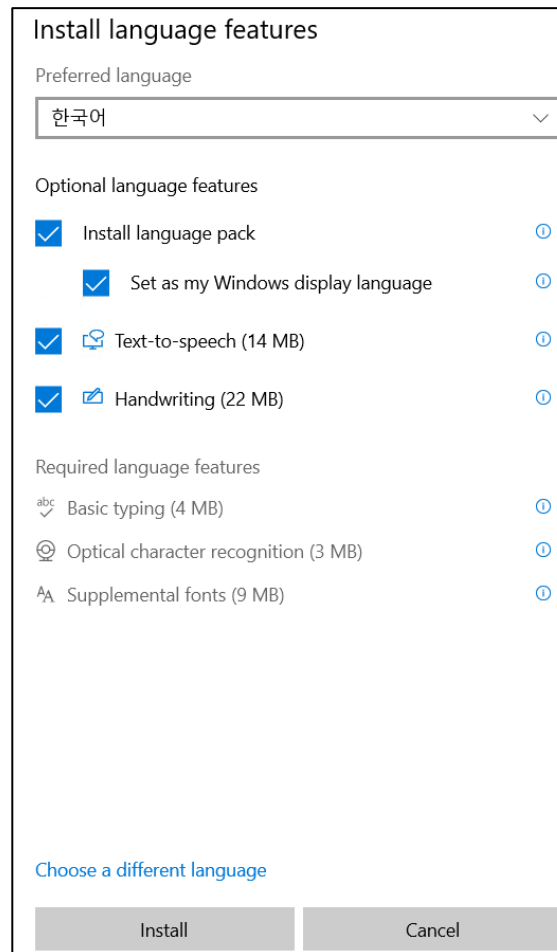 Install language features
Preferred language
한국어
Optional language features
Install language pack
Set as my Windows display language
Text-to-speech (14 MB)
Handwriting (22 MB)
Required language features
abc Basic typing (4 MB)
Optical character recognition (3 MB)
AA Supplemental fonts (9 MB)
Choose a different language
Install Cancel